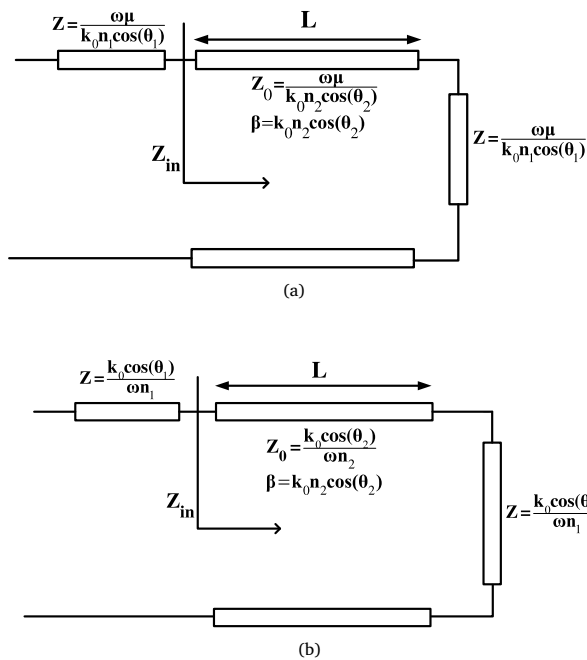 Z=ωμ/k₀n₁cos(θ₁)
L
Z₀=ωμ/k₀n₂cos(θ₂)
β=k₀n₂cos(θ₂)
Z=ωμ/k₀n₁cos(θ₁)
Zᵢₙ
(a)
Z=k₀cos(θ₁)/ωn₁
L
Z₀=k₀cos(θ₂)/ωn₂
β=k₀n₂cos(θ₂)
Zᵢₙ
Z=k₀cos(θ/ωn₁
(b)